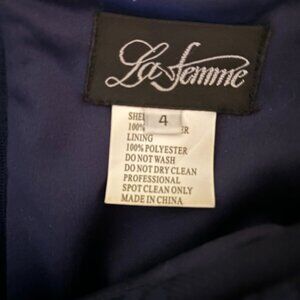 La femme
4
100%
LINING
100% POLYESTER
DO NOT WASH
DO NOT DRY CLEAN
PROFESSIONAL
SPOT CLEAN ONLY
MADE IN CHINA